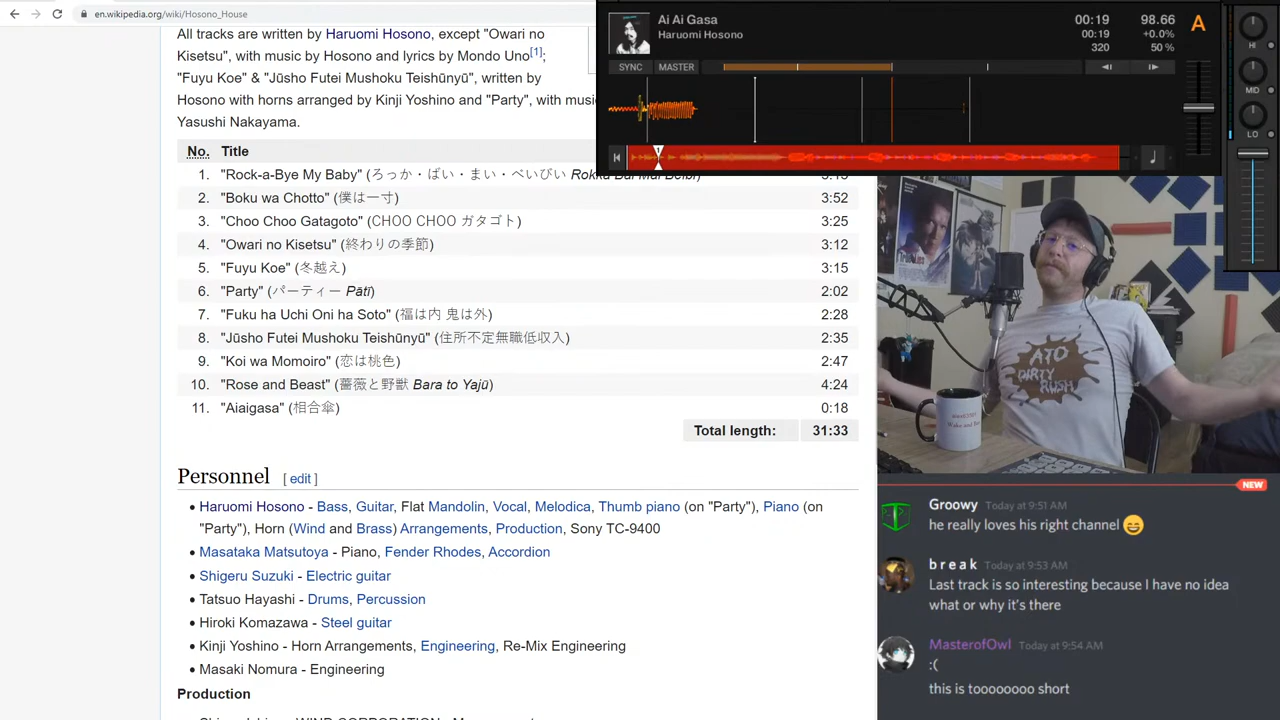 en.wikipedia.org/wiki/Hosono_House
All tracks are written by Haruomi Hosono, except "Owari no
Kisetsu", with music by Hosono and lyrics by Mondo Uno[1];
"Fuyu Koe" & "Jūsho Futei Mushoku Teishūnyū", written by
Hosono with horns arranged by Kinji Yoshino and "Party", with music
Yasushi Nakayama.
No. Title
1. "Rock-a-Bye My Baby" (ろっか・ばい・まい・べいびい Rokku Bai Mai Beibī) 3:13
2. "Boku wa Chotto" (僕は一寸) 3:52
3. "Choo Choo Gatagoto" (CHOO CHOO ガタゴト) 3:25
4. "Owari no Kisetsu" (終わりの季節) 3:12
5. "Fuyu Koe" (冬越え) 3:15
6. "Party" (パーティー Pāti) 2:02
7. "Fuku ha Uchi Oni ha Soto" (福は内 鬼は外) 2:28
8. "Jūsho Futei Mushoku Teishūnyū" (住所不定無職低収入) 2:35
9. "Koi wa Momoiro" (恋は桃色) 2:47
10. "Rose and Beast" (薔薇と野獣 Bara to Yajū) 4:24
11. "Aiaigasa" (相合傘) 0:18
Total length: 31:33
Personnel [ edit ]
• Haruomi Hosono - Bass, Guitar, Flat Mandolin, Vocal, Melodica, Thumb piano (on "Party"), Piano (on
"Party"), Horn (Wind and Brass) Arrangements, Production, Sony TC-9400
• Masataka Matsutoya - Piano, Fender Rhodes, Accordion
• Shigeru Suzuki - Electric guitar
• Tatsuo Hayashi - Drums, Percussion
• Hiroki Komazawa - Steel guitar
• Kinji Yoshino - Horn Arrangements, Engineering, Re-Mix Engineering
• Masaki Nomura - Engineering
Production
Ai Ai Gasa
Haruomi Hosono
00:19 98.66
00:19 +0.0%
320 50 %
A
SYNC MASTER
1
HI
MID
LO
ATO
DIRTY
RUSH
NEW
Groowy Today at 9:51 AM
he really loves his right channel 😄
break Today at 9:53 AM
Last track is so interesting because I have no idea
what or why it's there
MasterofOwl Today at 9:54 AM
:(
this is toooooooo short